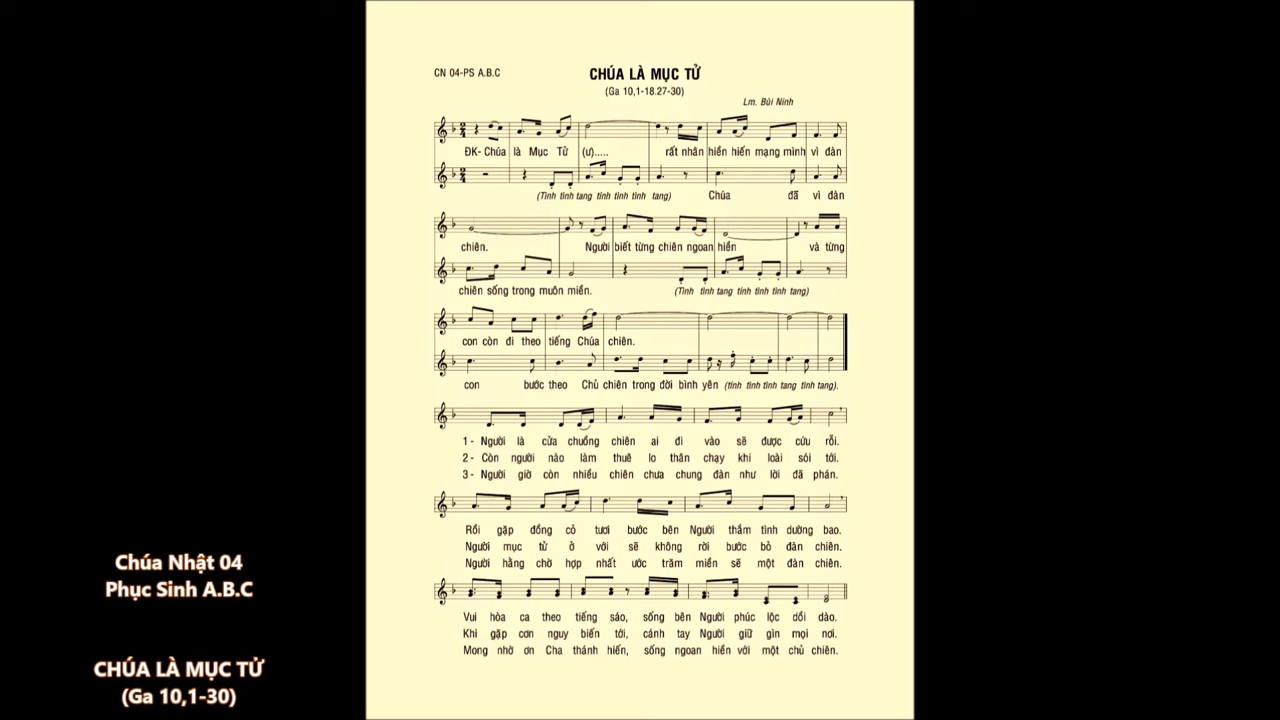 CN 04-PS A.B.C
CHÚA LÀ MỤC TỬ
(Ga 10,1-18.27-30)
Lm. Bùi Ninh
ĐK- Chúa là Mục Tử (ư)..... rất nhân hiền hiến mạng mình vì đàn
(Tình tình tang tính tình tình tang) Chúa đã vì đàn
chiên. Người biết từng chiên ngoan hiền và từng
chiên sống trong muôn miền. (Tình tình tang tính tình tình tang)
con còn đi theo tiếng Chúa chiên.
con bước theo Chủ chiên trong đời bình yên (tính tình tình tang tình tang).
1- Người là cửa chuồng chiên ai đi vào sẽ được cứu rỗi.
2- Còn người nào làm thuê lo thân chạy khi loài sói tới.
3- Người giờ còn nhiều chiên chưa chung đàn như lời đã phán.
Rồi gặp đồng cỏ tươi bước bên Người thắm tình dường bao.
Người mục tử ở với sẽ không rời bước bỏ đàn chiên.
Người hằng chờ hợp nhất ước trăm miền sẽ một đàn chiên.
Vui hòa ca theo tiếng sáo, sống bên Người phúc lộc dồi dào.
Khi gặp cơn nguy biến tới, cánh tay Người giữ gìn mọi nơi.
Mong nhờ ơn Cha thánh hiến, sống ngoan hiền với một chủ chiên.
Chúa Nhật 04
Phục Sinh A.B.C
CHÚA LÀ MỤC TỬ
(Ga 10,1-30)